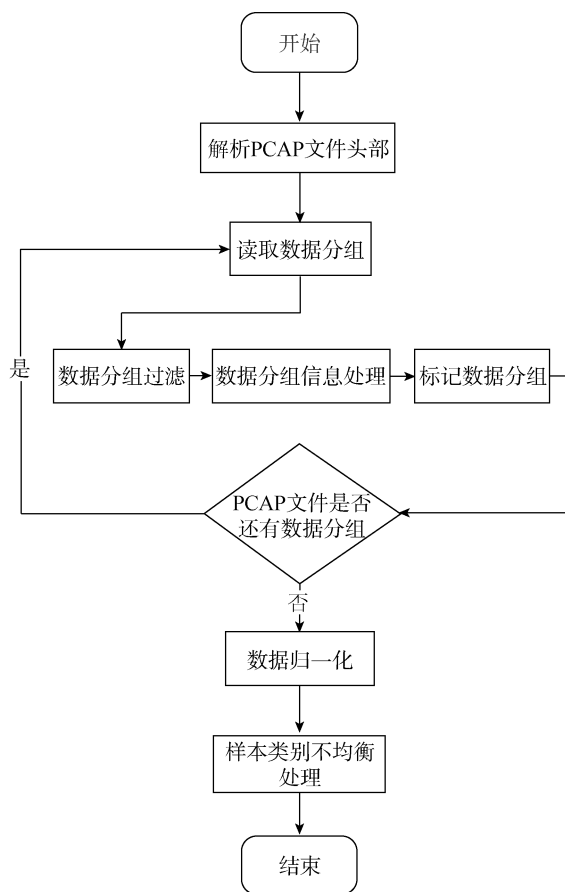 开始
解析PCAP文件头部
读取数据分组
是
数据分组过滤
数据分组信息处理
标记数据分组
PCAP文件是否
还有数据分组
否
数据归一化
样本类别不均衡
处理
结束